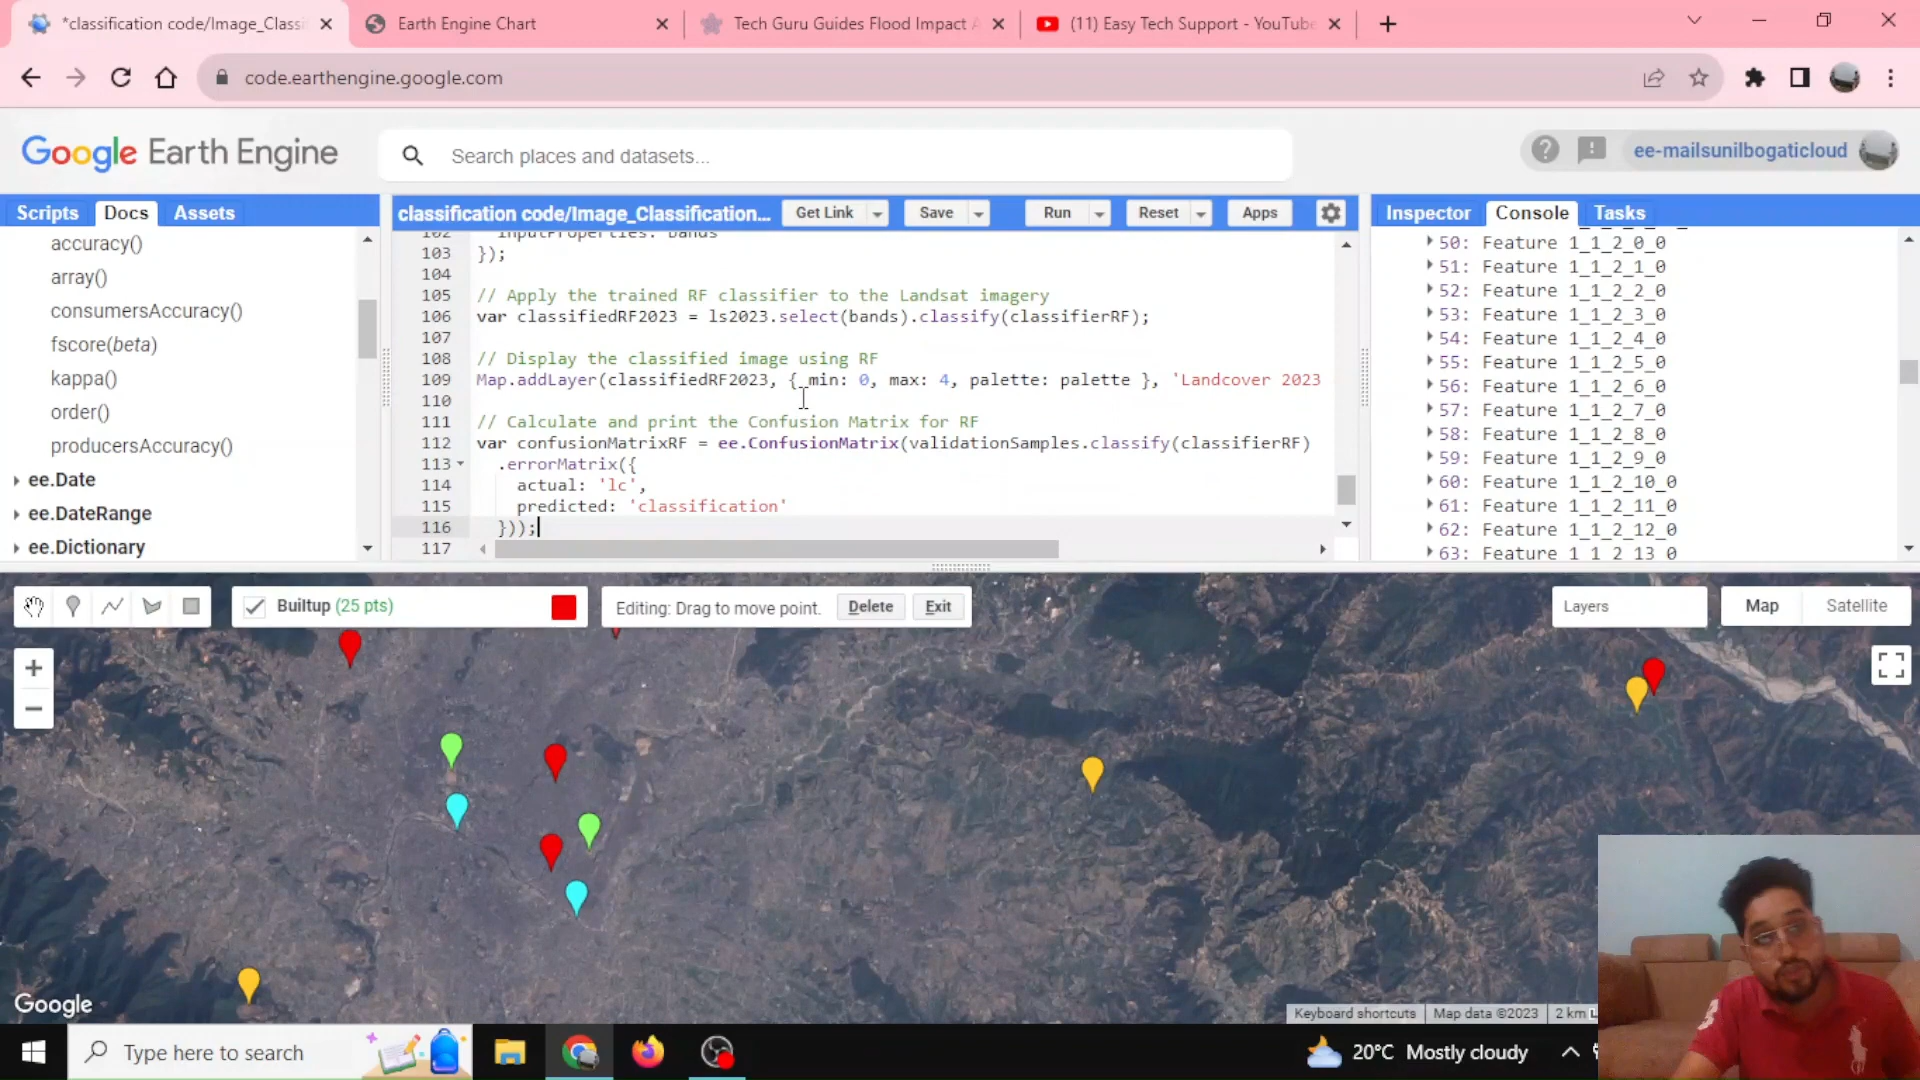 *classification code/Image_Classi
Earth Engine Chart
Tech Guru Guides Flood Impact A
(11) Easy Tech Support - YouTube
code.earthengine.google.com
Google Earth Engine
Search places and datasets...
ee-mailsunilbogaticloud
Scripts
Docs
Assets
classification code/Image_Classification...
Get Link
Save
Run
Reset
Apps
Inspector
Console
Tasks
accuracy()
array()
consumersAccuracy()
fscore(beta)
kappa()
order()
producersAccuracy()
ee.Date
ee.DateRange
ee.Dictionary
102 inputProperties: bands
103 });
104
105 // Apply the trained RF classifier to the Landsat imagery
106 var classifiedRF2023 = ls2023.select(bands).classify(classifierRF);
107
108 // Display the classified image using RF
109 Map.addLayer(classifiedRF2023, { min: 0, max: 4, palette: palette }, 'Landcover 2023
110
111 // Calculate and print the Confusion Matrix for RF
112 var confusionMatrixRF = ee.ConfusionMatrix(validationSamples.classify(classifierRF)
113 .errorMatrix({
114 actual: 'lc',
115 predicted: 'classification'
116 }));
117
50: Feature 1_1_2_0_0
51: Feature 1_1_2_1_0
52: Feature 1_1_2_2_0
53: Feature 1_1_2_3_0
54: Feature 1_1_2_4_0
55: Feature 1_1_2_5_0
56: Feature 1_1_2_6_0
57: Feature 1_1_2_7_0
58: Feature 1_1_2_8_0
59: Feature 1_1_2_9_0
60: Feature 1_1_2_10_0
61: Feature 1_1_2_11_0
62: Feature 1_1_2_12_0
63: Feature 1_1_2_13_0
Builtup (25 pts)
Editing: Drag to move point.
Delete
Exit
Layers
Map
Satellite
Google
Keyboard shortcuts
Map data ©2023
2 km
Type here to search
20°C Mostly cloudy